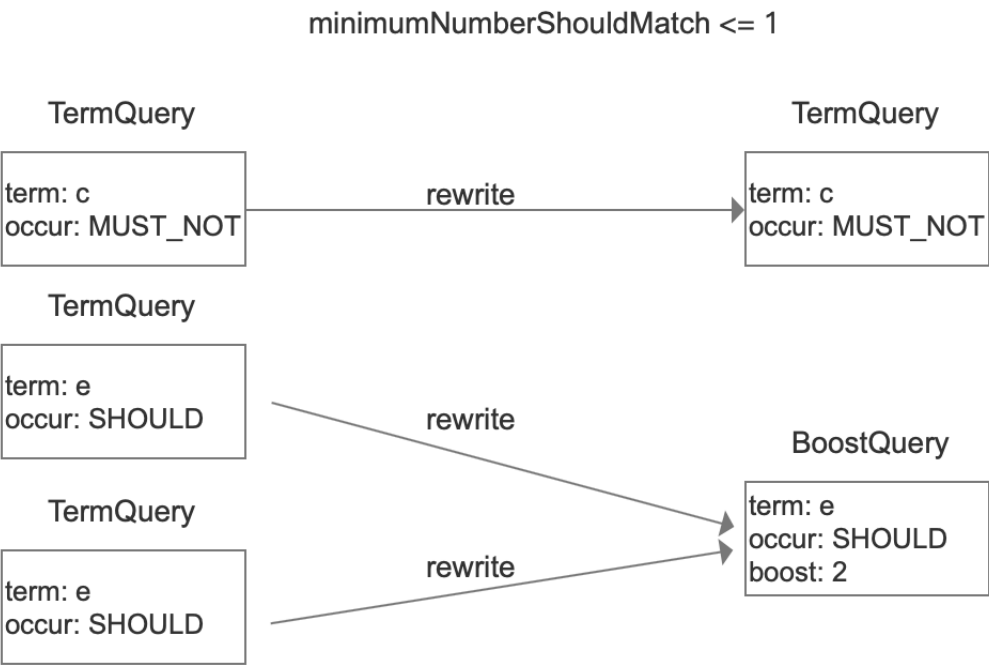 minimumNumberShouldMatch <= 1
TermQuery
term: c
occur: MUST_NOT
rewrite
TermQuery
term: c
occur: MUST_NOT
TermQuery
term: e
occur: SHOULD
rewrite
TermQuery
term: e
occur: SHOULD
rewrite
BoostQuery
term: e
occur: SHOULD
boost: 2